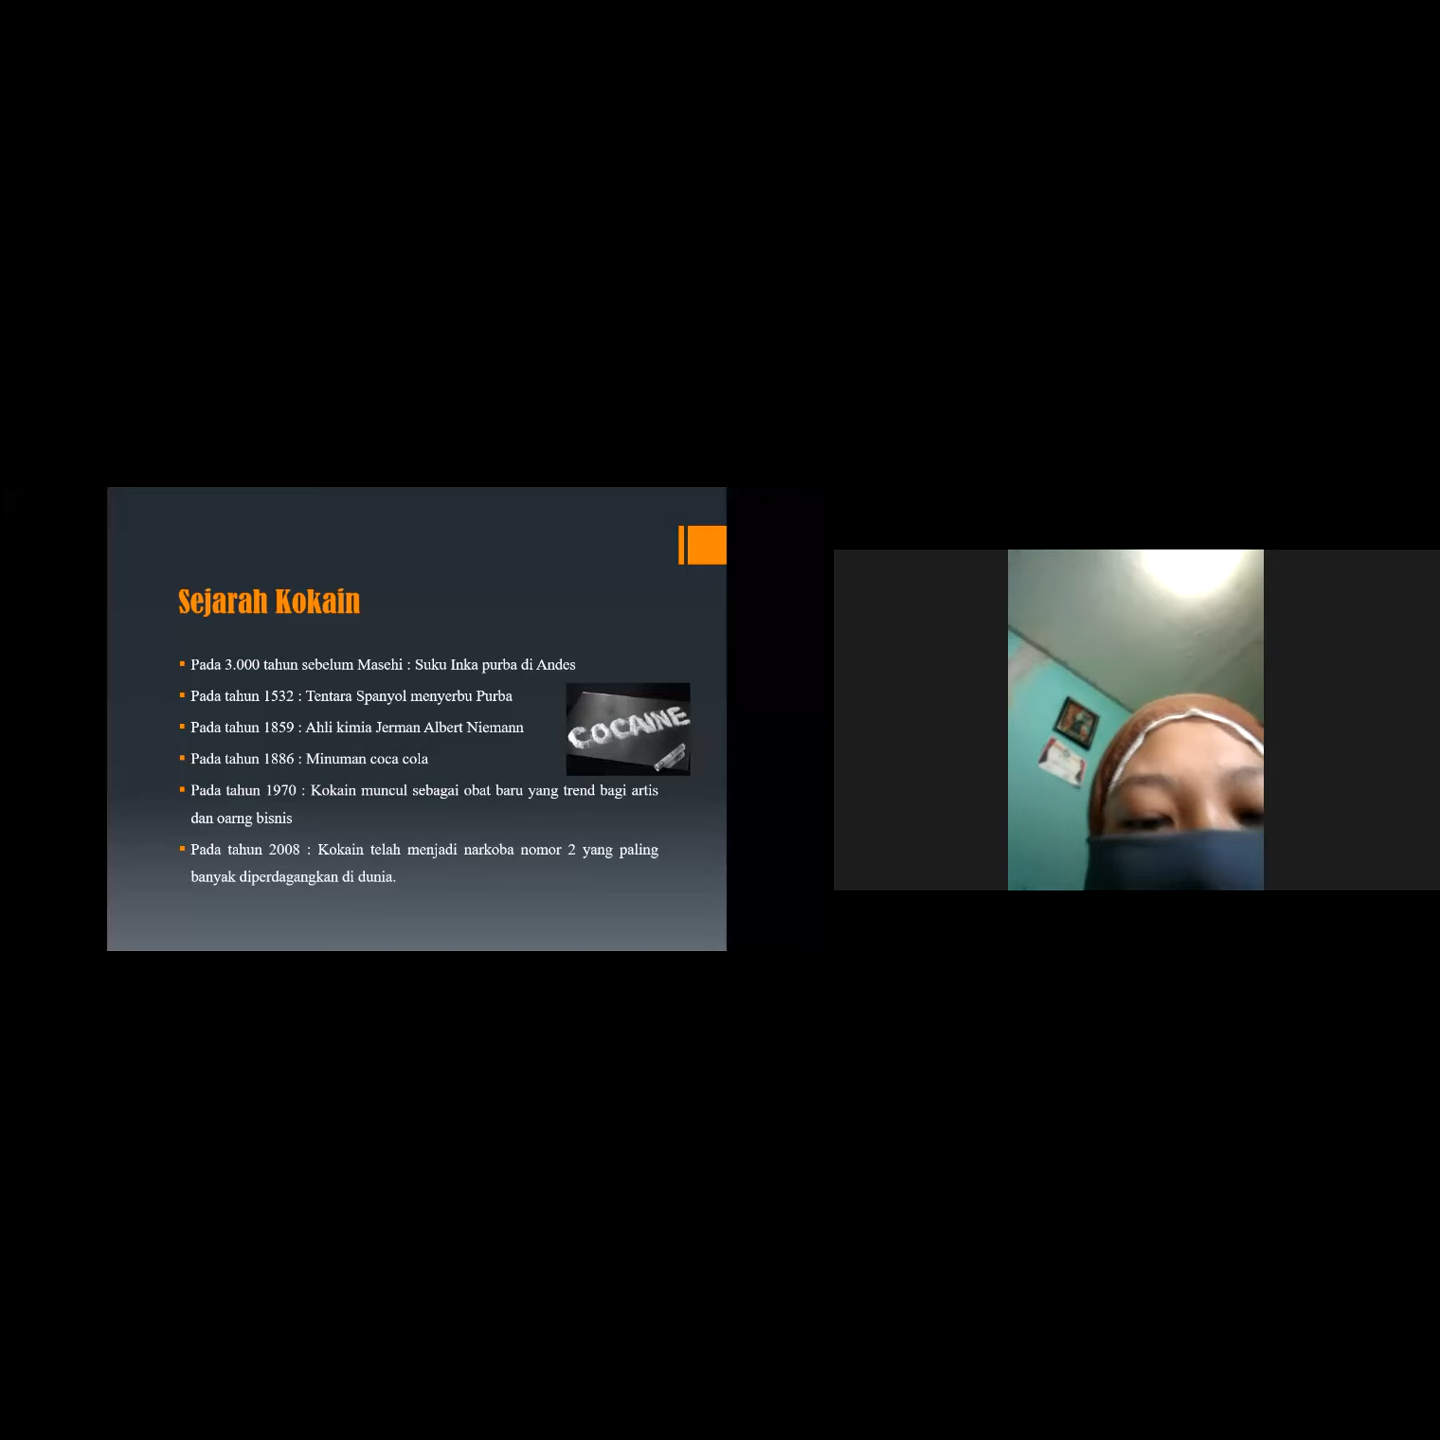 Sejarah Kokain
Pada 3.000 tahun sebelum Masehi : Suku Inka purba di Andes
Pada tahun 1532 : Tentara Spanyol menyerbu Purba
Pada tahun 1859 : Ahli kimia Jerman Albert Niemann
Pada tahun 1886 : Minuman coca cola
COCAINE
Pada tahun 1970 : Kokain muncul sebagai obat baru yang trend bagi artis
dan oarng bisnis
Pada tahun 2008 : Kokain telah menjadi narkoba nomor 2 yang paling
banyak diperdagangkan di dunia.